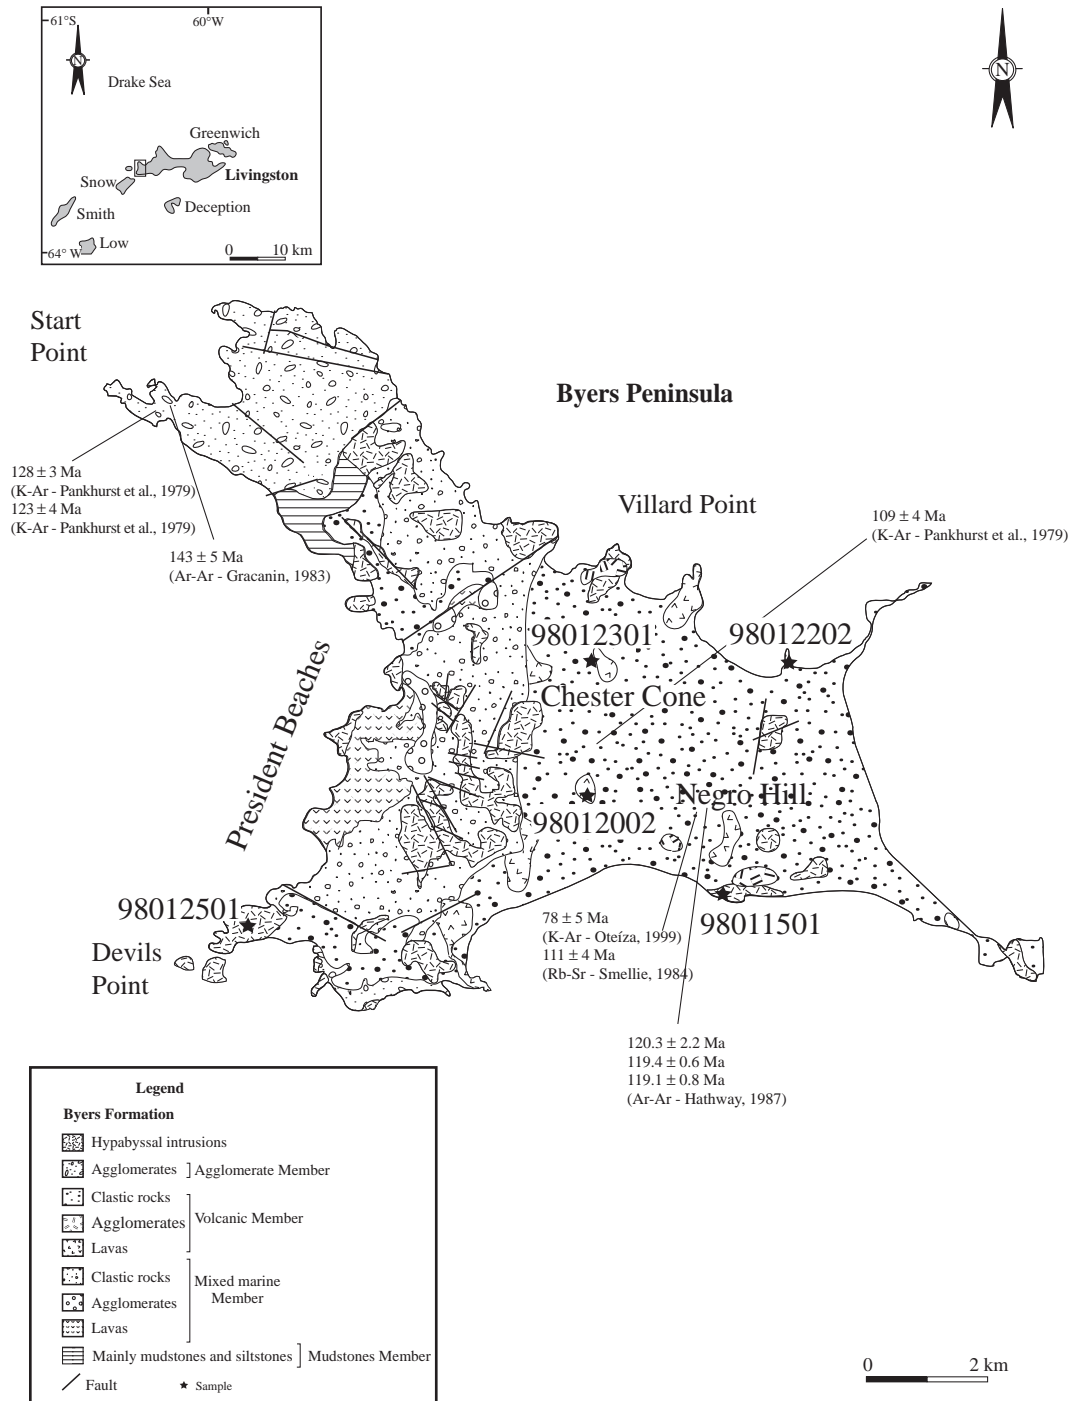 61°S
60°W
N
Drake Sea
Greenwich
Livingston
Snow
Deception
Smith
Low
64° W
0 10 km
N
Start
Point
Byers Peninsula
128 ± 3 Ma
(K-Ar - Pankhurst et al., 1979)
123 ± 4 Ma
(K-Ar - Pankhurst et al., 1979)
143 ± 5 Ma
(Ar-Ar - Gracanin, 1983)
Villard Point
109 ± 4 Ma
(K-Ar - Pankhurst et al., 1979)
98012301
98012202
Chester Cone
President Beaches
Negro Hill
98012002
98012501
98011501
Devils
Point
78 ± 5 Ma
(K-Ar - Oteíza, 1999)
111 ± 4 Ma
(Rb-Sr - Smellie, 1984)
120.3 ± 2.2 Ma
119.4 ± 0.6 Ma
119.1 ± 0.8 Ma
(Ar-Ar - Hathway, 1987)
Legend
Byers Formation
Hypabyssal intrusions
Agglomerates Agglomerate Member
Clastic rocks
Agglomerates Volcanic Member
Lavas
Clastic rocks
Mixed marine
Member
Agglomerates
Lavas
Mainly mudstones and siltstones Mudstones Member
Fault Sample
0 2 km